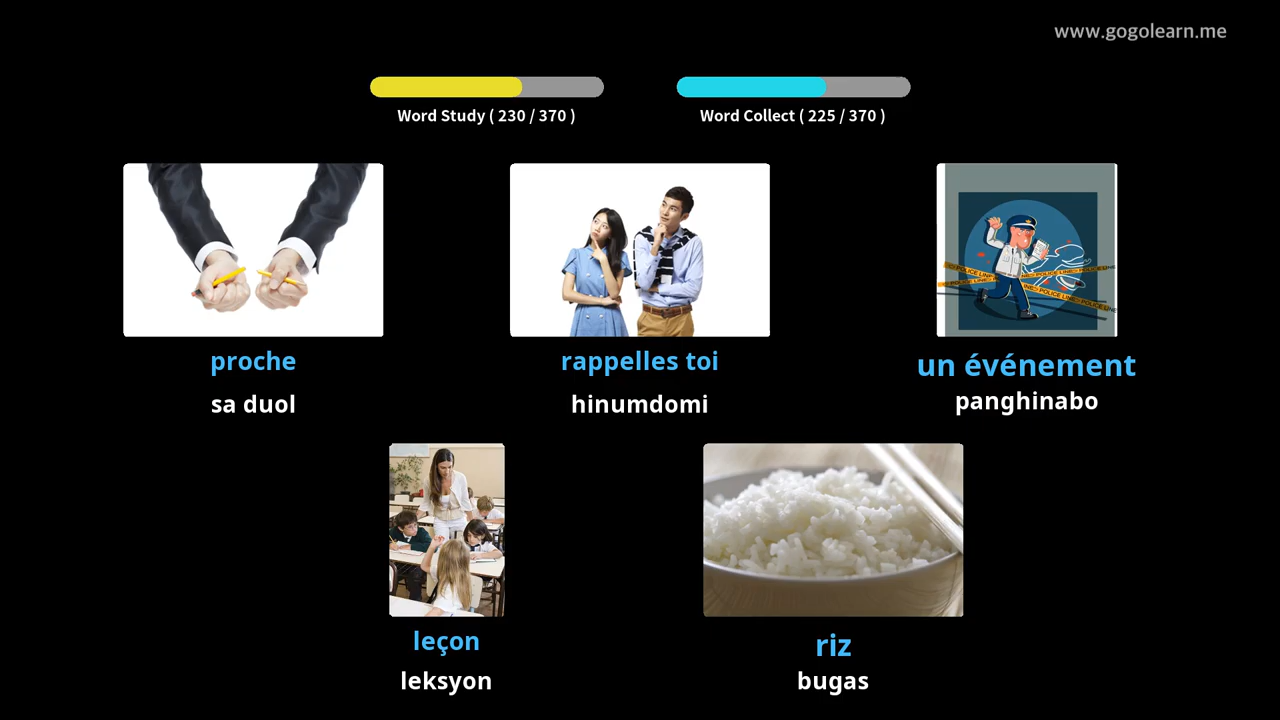 www.gogolearn.me
Word Study ( 230 / 370 )
Word Collect ( 225 / 370 )
proche
sa duol
rappelles toi
hinumdomi
un événement
panghinabo
leçon
leksyon
riz
bugas